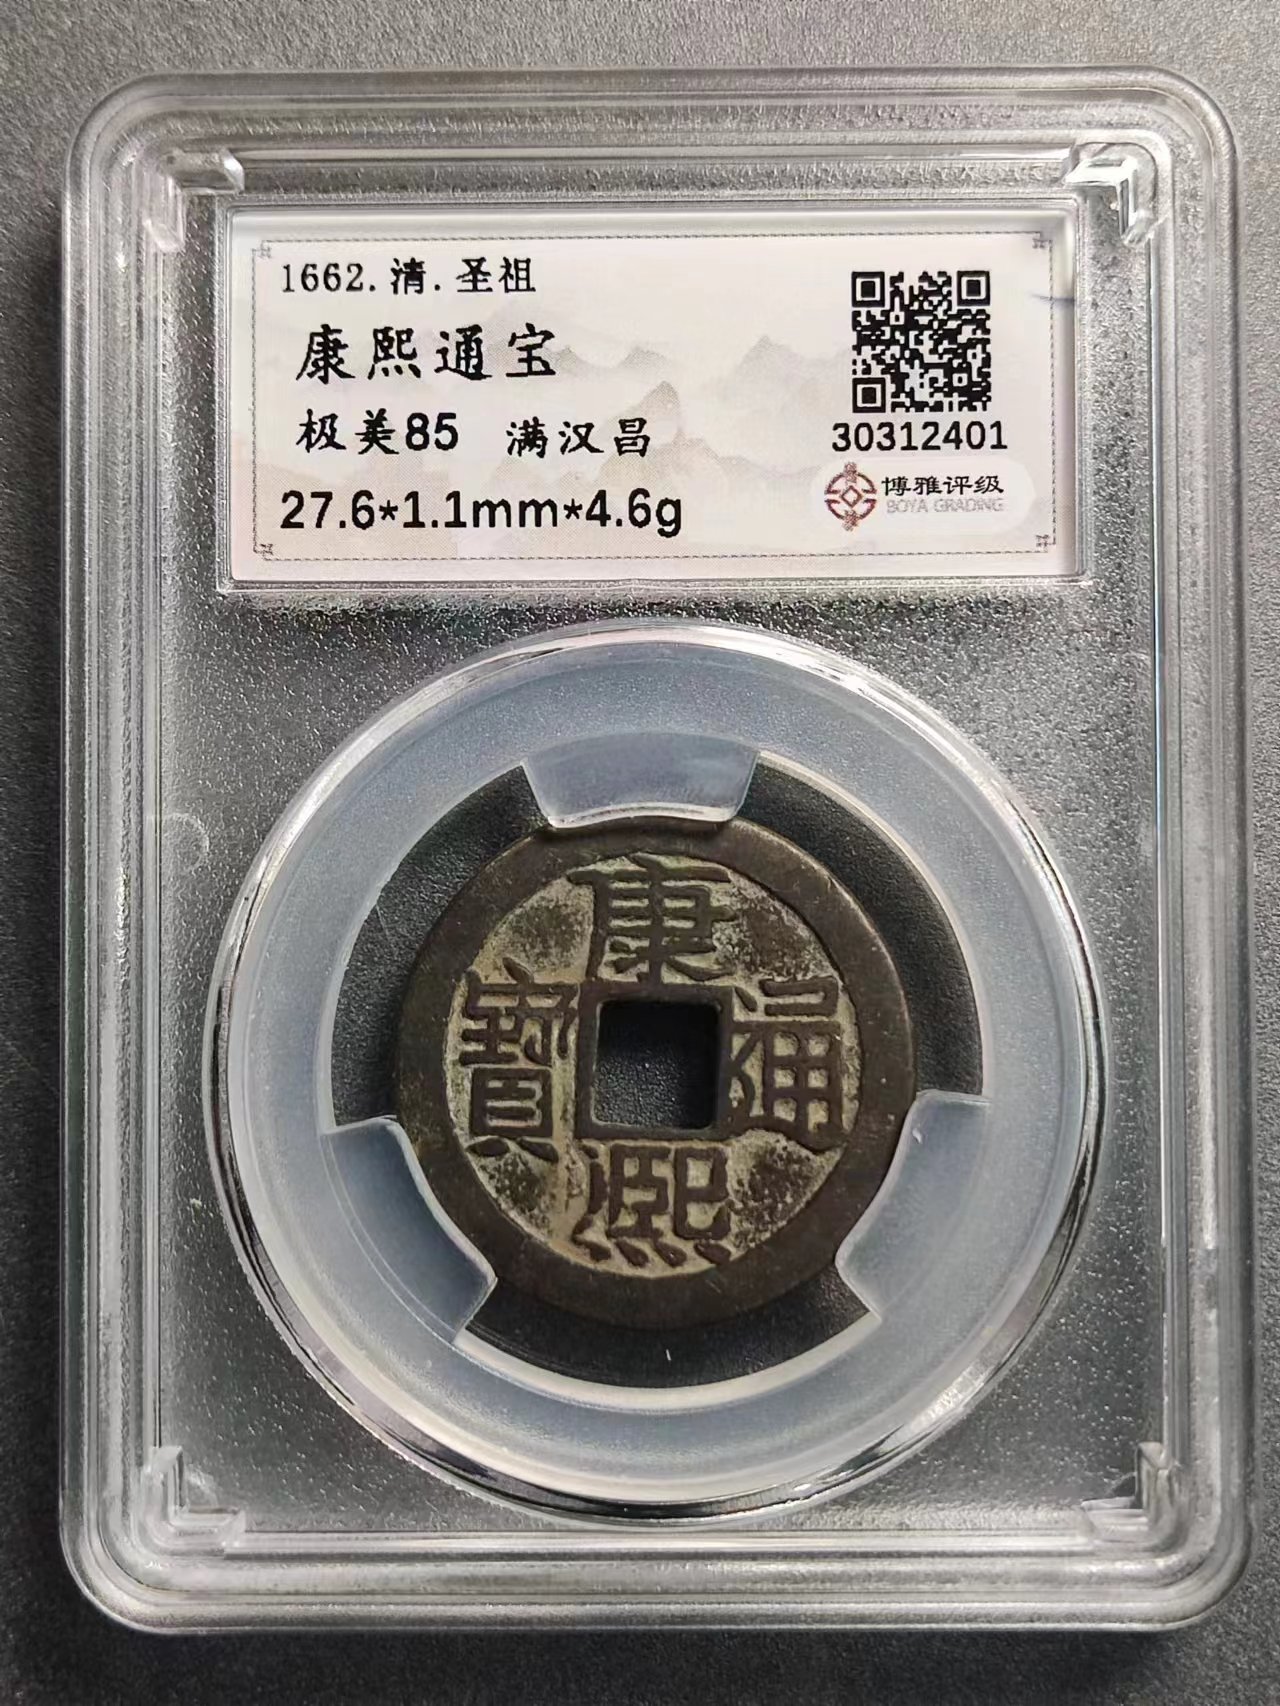 1662.清.圣祖
康熙通宝
极美85 满汉昌
27.6*1.1mm*4.6g
30312401
博雅评级
BOYA GRADING
康熙通寶